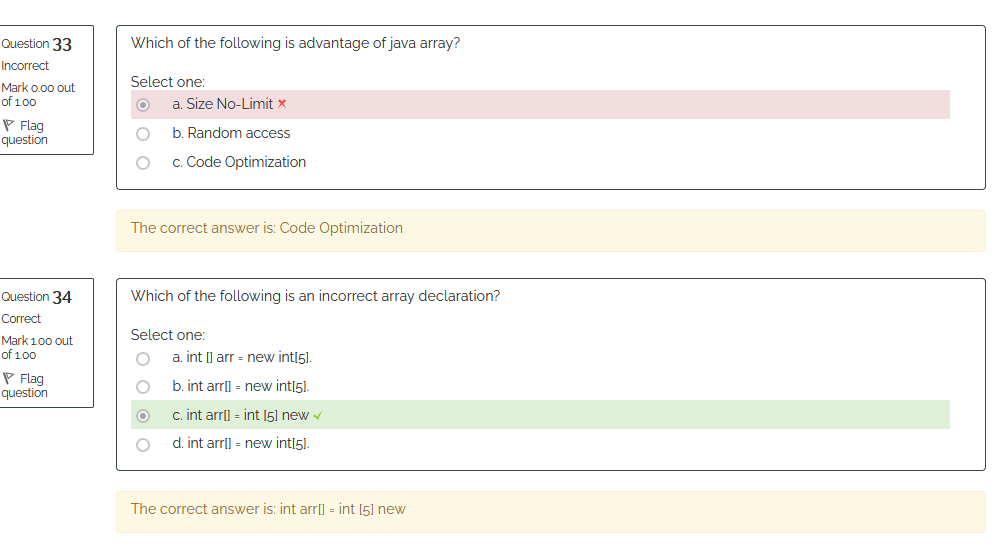 Question 33
Incorrect
Mark 0.00 out
of 1.00
Flag
question
Which of the following is advantage of java array?
Select one:
a. Size No-Limit
b. Random access
c. Code Optimization
The correct answer is: Code Optimization
Question 34
Correct
Mark 1.00 out
of 1.00
Flag
question
Which of the following is an incorrect array declaration?
Select one:
a. int [] arr = new int[5].
b. int arr[] = new int[5].
c. int arr[] = int [5] new
d. int arr[] = new int[5].
The correct answer is: int arr[] = int [5] new